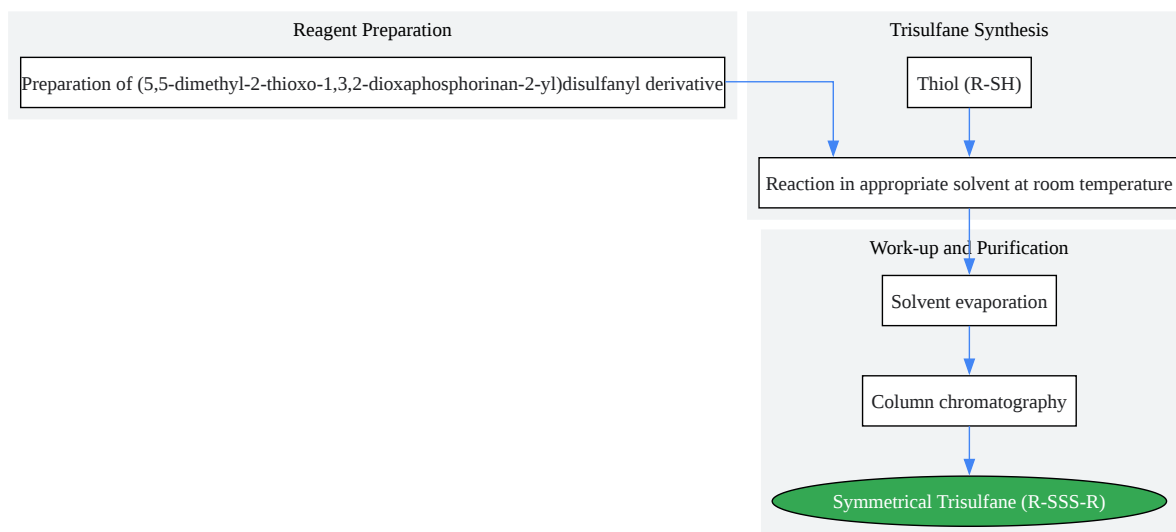 Reagent Preparation
Preparation of (5,5-dimethyl-2-thioxo-1,3,2-dioxaphosphorinan-2-yl)disulfanyl derivative
Trisulfane Synthesis
Thiol (R-SH)
Reaction in appropriate solvent at room temperature
Work-up and Purification
Solvent evaporation
Column chromatography
Symmetrical Trisulfane (R-SSS-R)